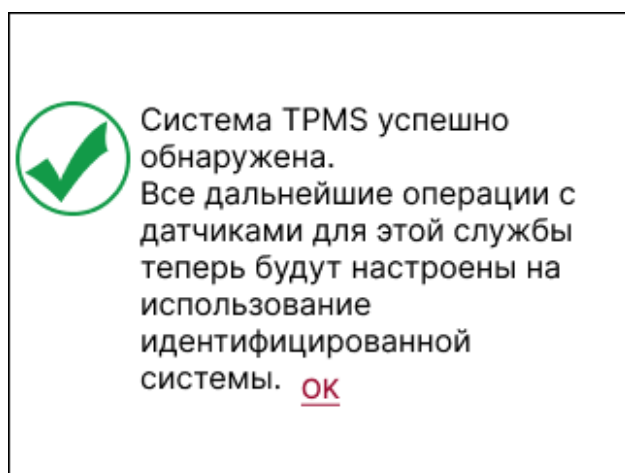 Система TPMS успешно
обнаружена.
Все дальнейшие операции с
датчиками для этой службы
теперь будут настроены на
использование
идентифицированной
системы. OK